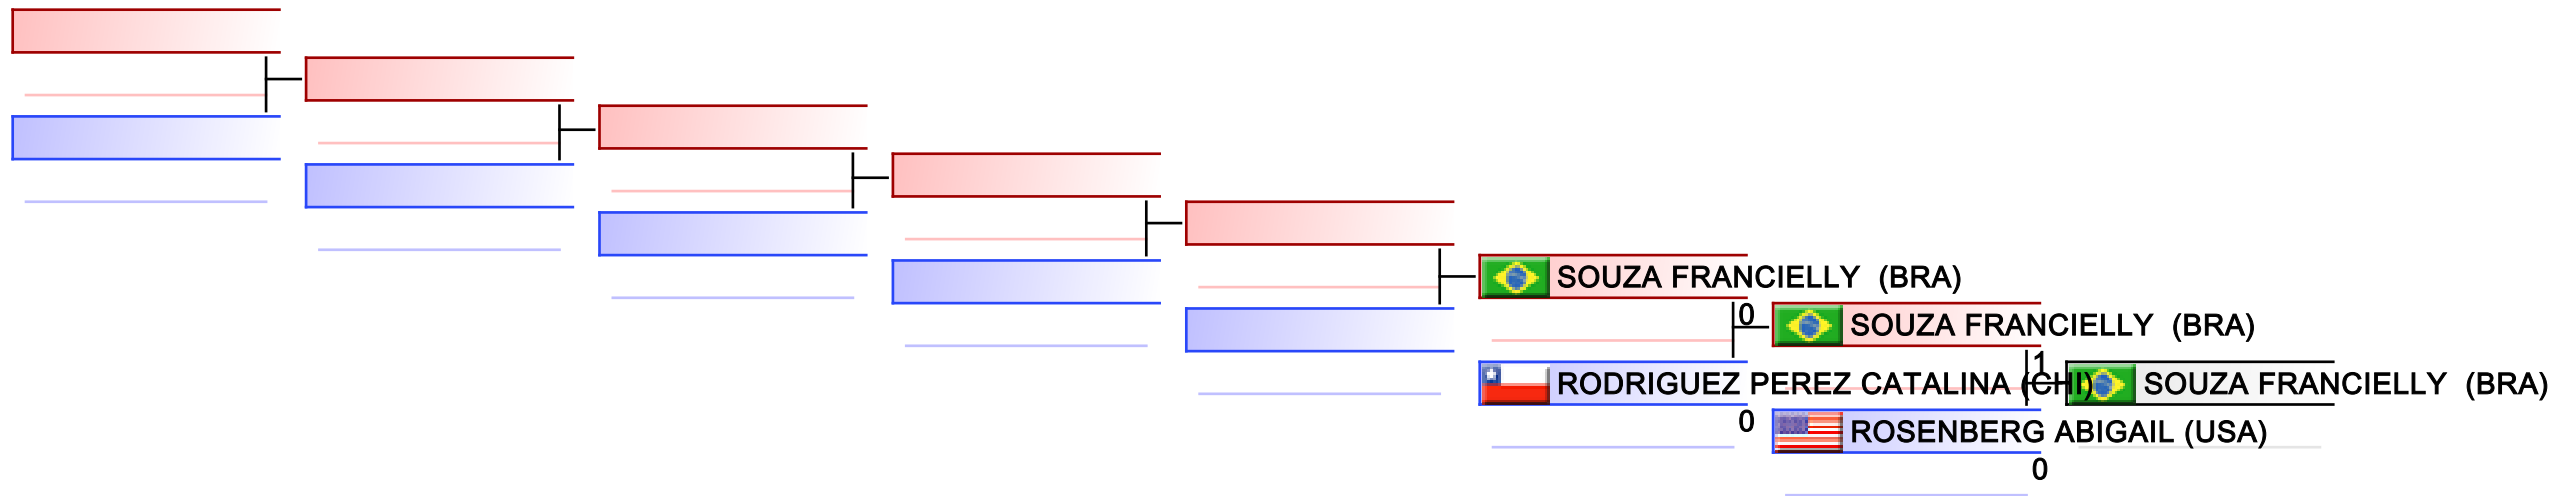 SOUZA FRANCIELLY (BRA)
0
SOUZA FRANCIELLY (BRA)
RODRIGUEZ PEREZ CATALINA (CHI)
1
SOUZA FRANCIELLY (BRA)
0
ROSENBERG ABIGAIL (USA)
0